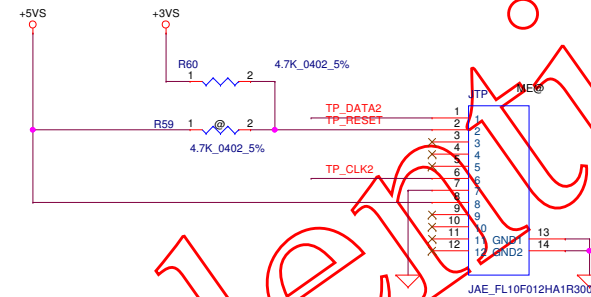 +5VS
+3VS
R60
4.7K_0402_5%
1
2
R59
1
@
2
4.7K_0402_5%
TP_DATA2
TP_RESET
TP_CLK2
ME@
JTP
1 1
2 2
3 3
4 4
5 5
6 6
7 7
8 8
9 9
10 10
11 11
12 12
GND1 13
GND2 14
JAE_FL10F012HA1R300